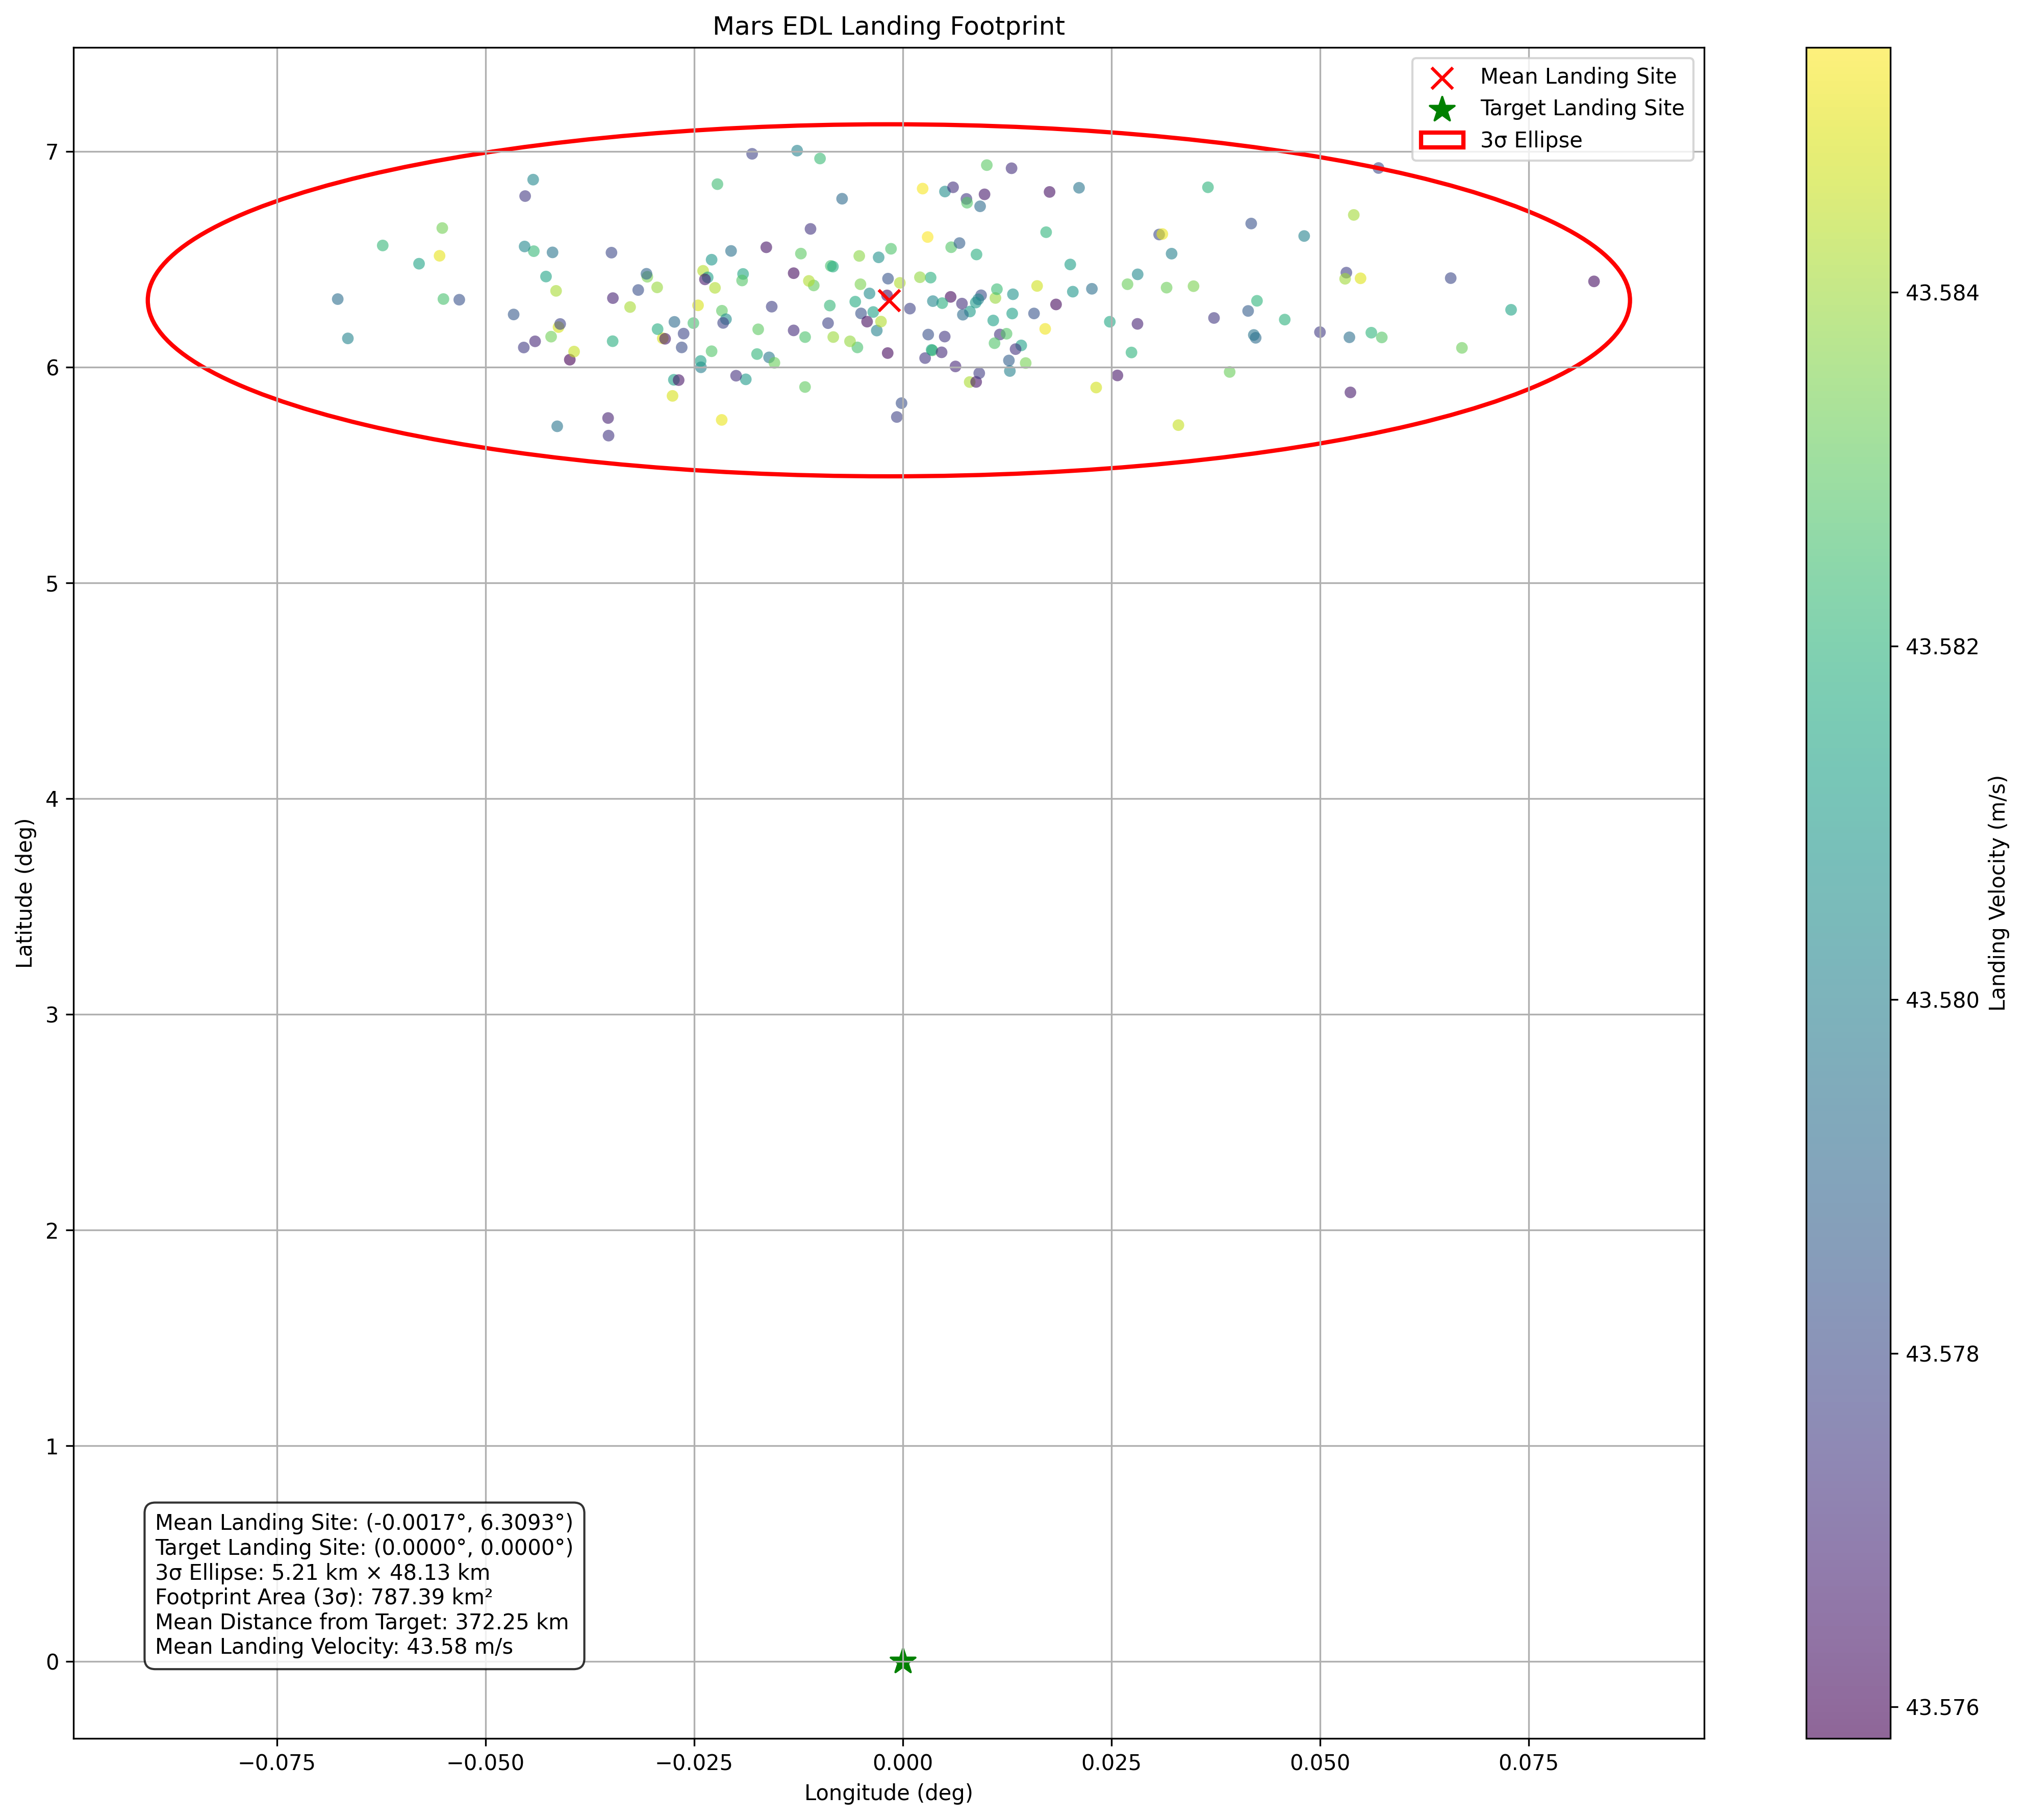 Mars EDL Landing Footprint
Mean Landing Site
Target Landing Site
3σ Ellipse
7
6
5
4
3
2
1
0
Latitude (deg)
Mean Landing Site: (-0.0017°, 6.3093°)
Target Landing Site: (0.0000°, 0.0000°)
3σ Ellipse: 5.21 km × 48.13 km
Footprint Area (3σ): 787.39 km²
Mean Distance from Target: 372.25 km
Mean Landing Velocity: 43.58 m/s
−0.075
−0.050
−0.025
0.000
0.025
0.050
0.075
Longitude (deg)
43.584
43.582
43.580
43.578
43.576
Landing Velocity (m/s)